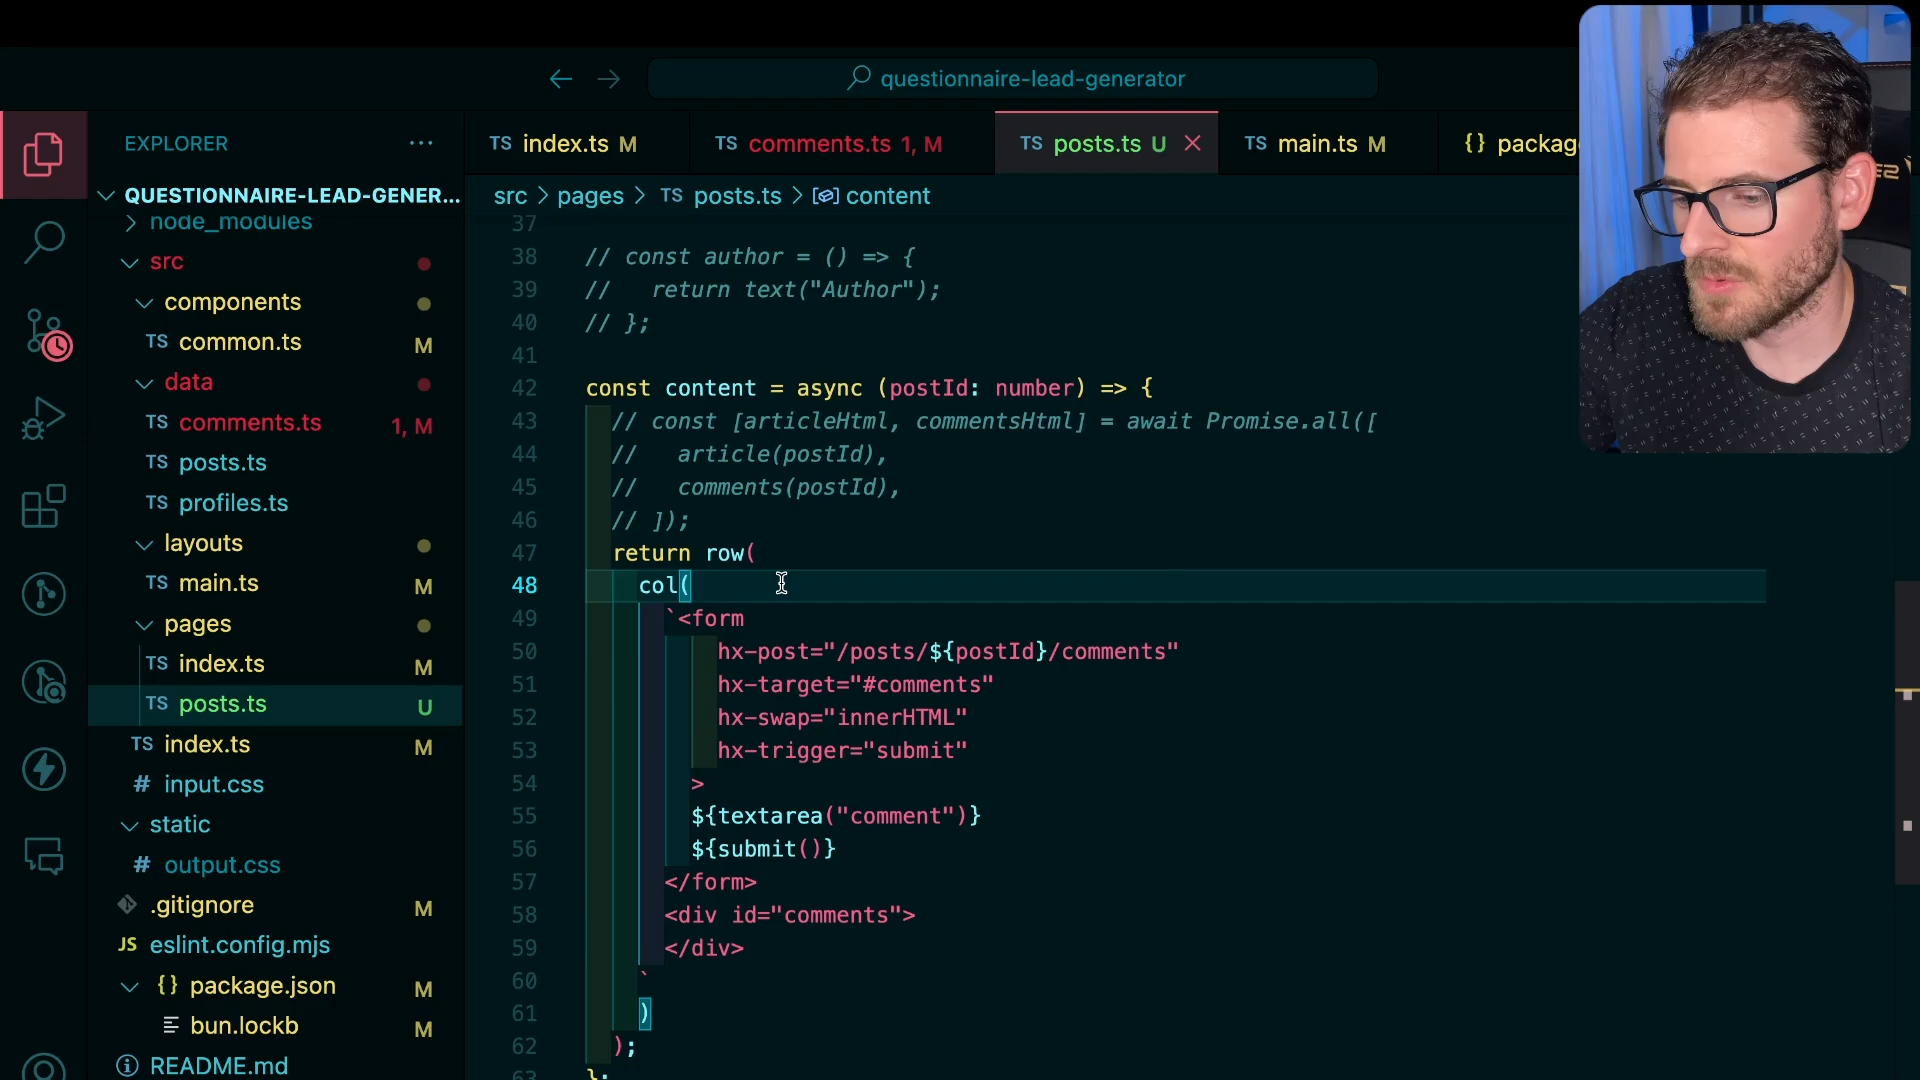 questionnaire-lead-generator
EXPLORER
TS index.ts M
TS comments.ts 1, M
TS posts.ts U
TS main.ts M
{} packag
QUESTIONNAIRE-LEAD-GENER...
src > pages > TS posts.ts > content
node_modules
src
components
TS common.ts M
data
TS comments.ts 1, M
TS posts.ts
TS profiles.ts
layouts
TS main.ts M
pages
TS index.ts M
TS posts.ts U
TS index.ts M
# input.css
static
# output.css
.gitignore M
JS eslint.config.mjs
{} package.json M
bun.lockb M
README.md
37
38 // const author = () => {
39 //   return text("Author");
40 // };
41
42 const content = async (postId: number) => {
43   // const [articleHtml, commentsHtml] = await Promise.all([
44   //   article(postId),
45   //   comments(postId),
46   // ]);
47   return row(
48     col(
49       `<form
50           hx-post="/posts/${postId}/comments"
51           hx-target="#comments"
52           hx-swap="innerHTML"
53           hx-trigger="submit"
54         >
55         ${textarea("comment")}
56         ${submit()}
57       </form>
58       <div id="comments">
59       </div>
60     `
61     )
62   );
63 };